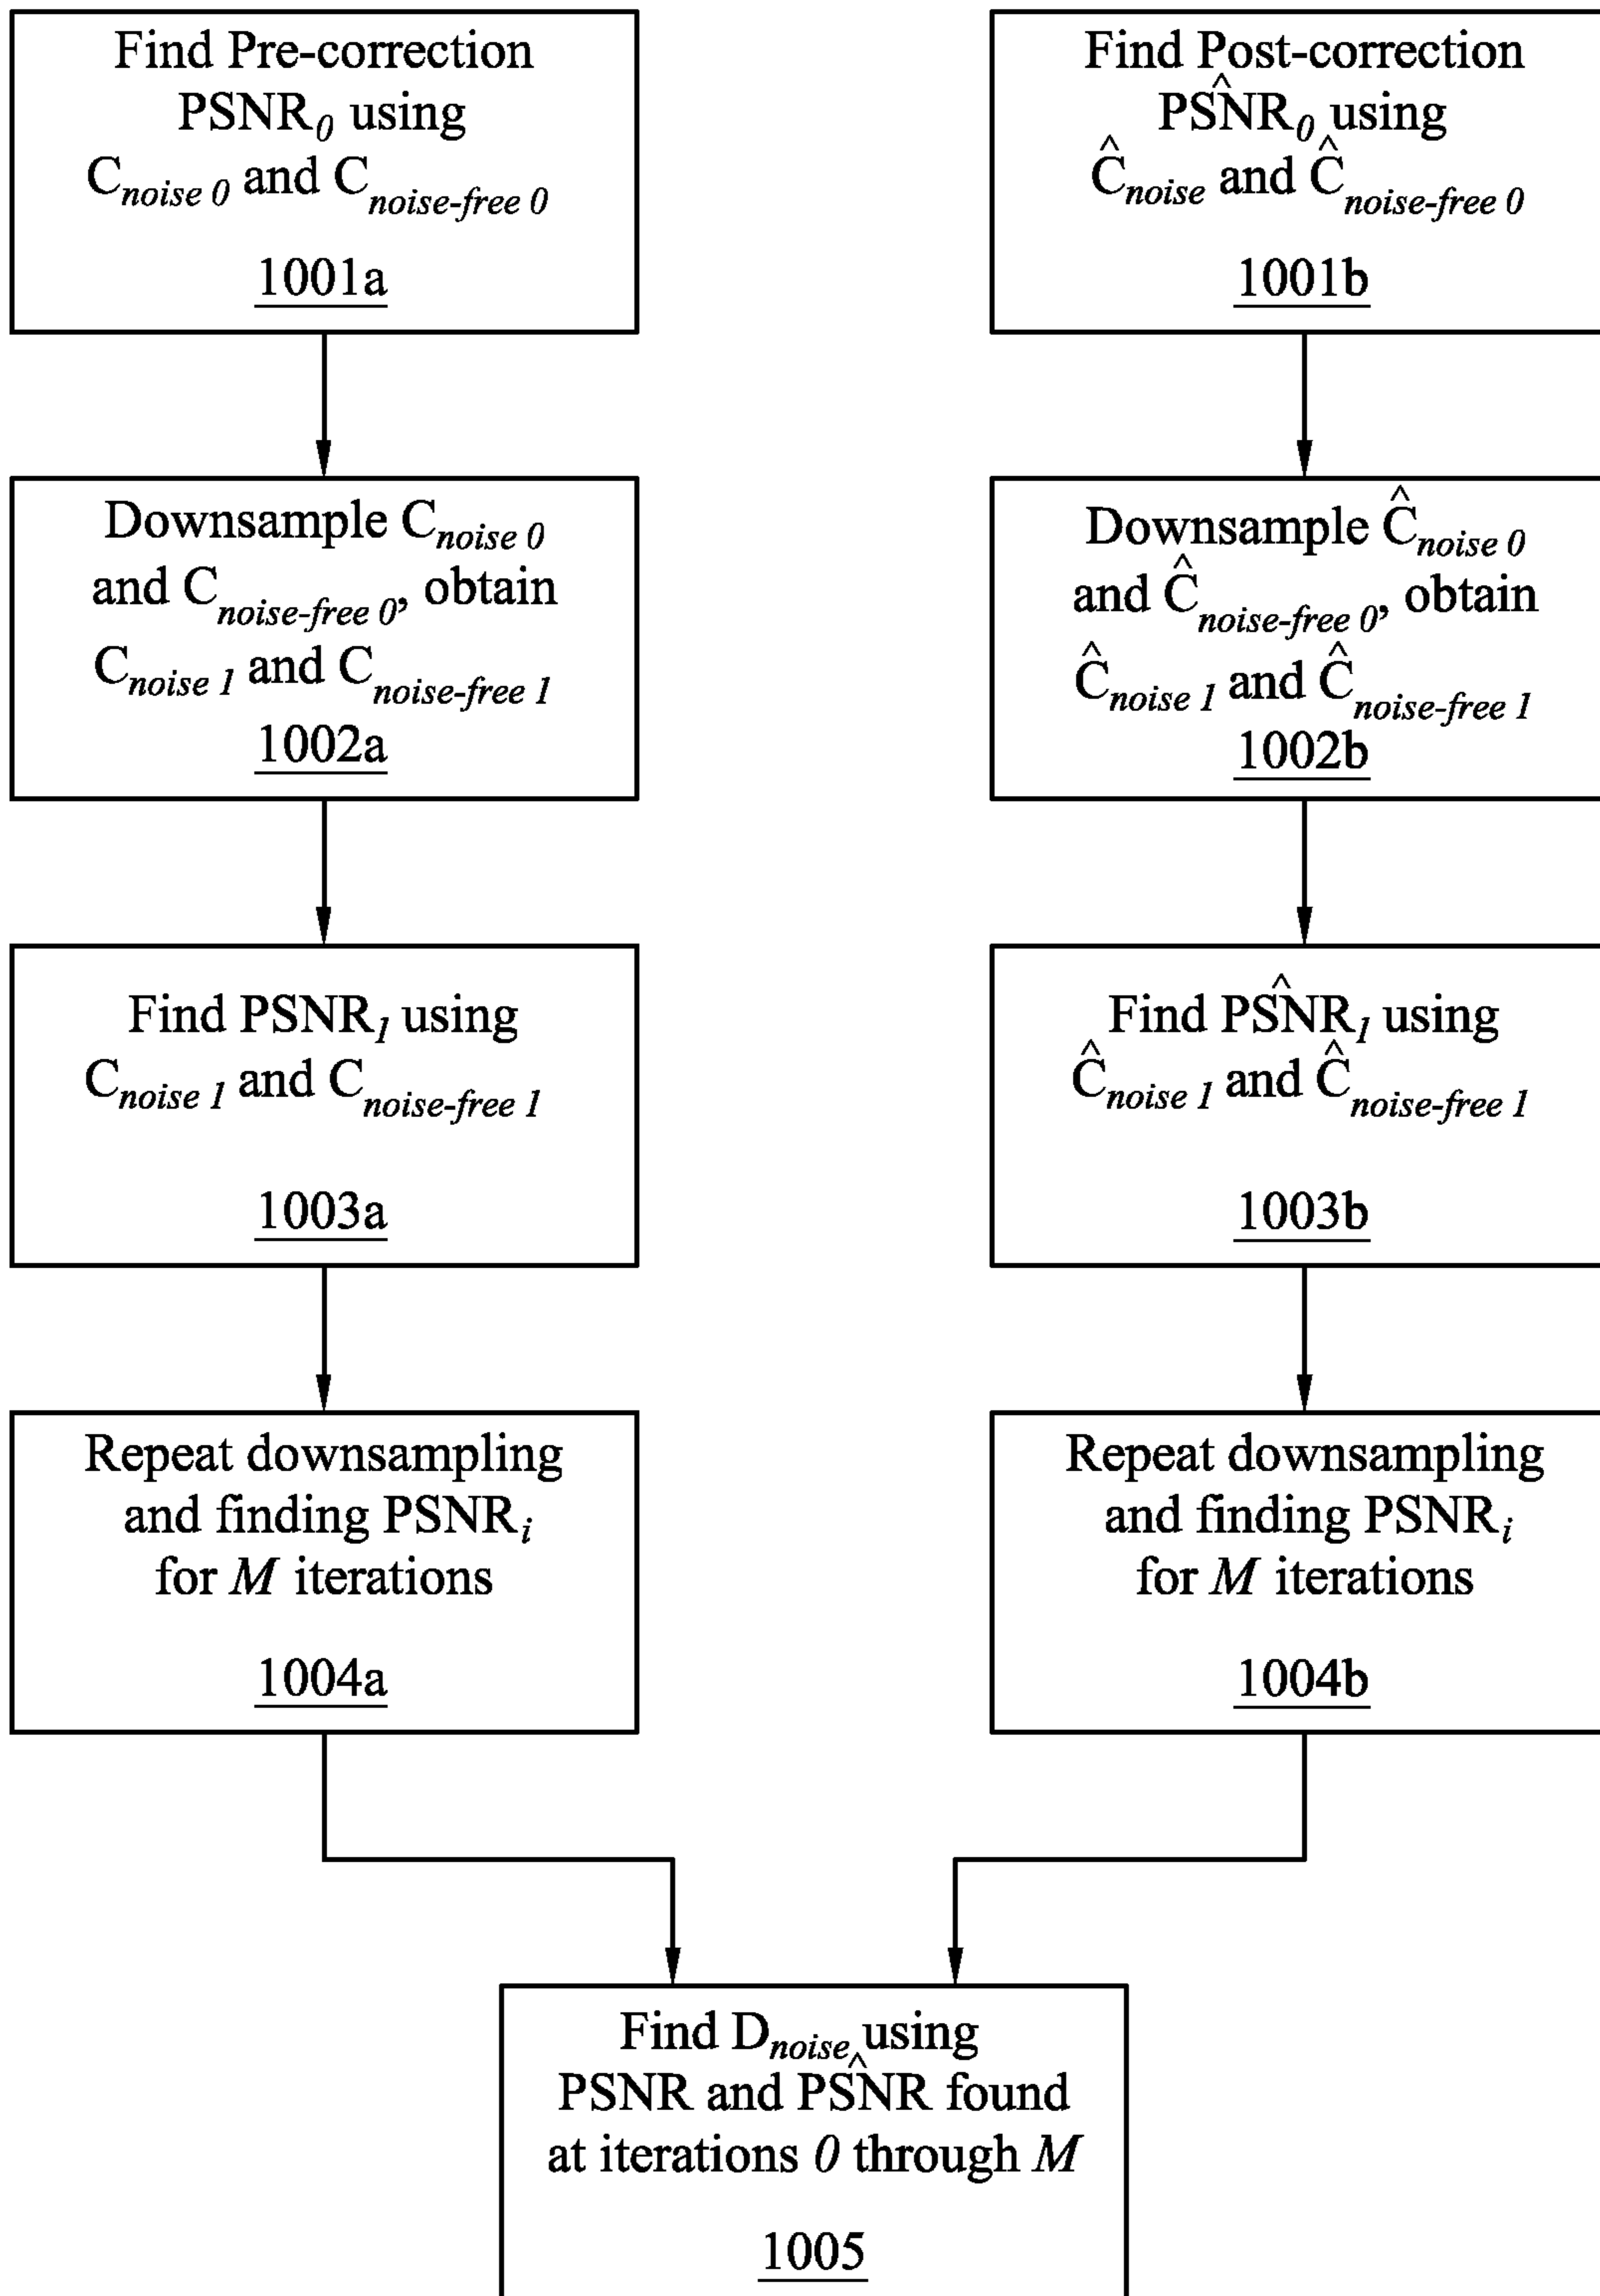 Find Pre-correction
PSNR0 using
Cnoise 0 and Cnoise-free 0
1001a
Downsample Cnoise 0
and Cnoise-free 0, obtain
Cnoise 1 and Cnoise-free 1
1002a
Find PSNR1 using
Cnoise 1 and Cnoise-free 1
1003a
Repeat downsampling
and finding PSNRi
for M iterations
1004a
Find Post-correction
PSN̂R0 using
Ĉnoise and Ĉnoise-free 0
1001b
Downsample Ĉnoise 0
and Ĉnoise-free 0, obtain
Ĉnoise 1 and Ĉnoise-free 1
1002b
Find PSN̂R1 using
Ĉnoise 1 and Ĉnoise-free 1
1003b
Repeat downsampling
and finding PSNRi
for M iterations
1004b
Find Dnoise using
PSNR and PSN̂R found
at iterations 0 through M
1005